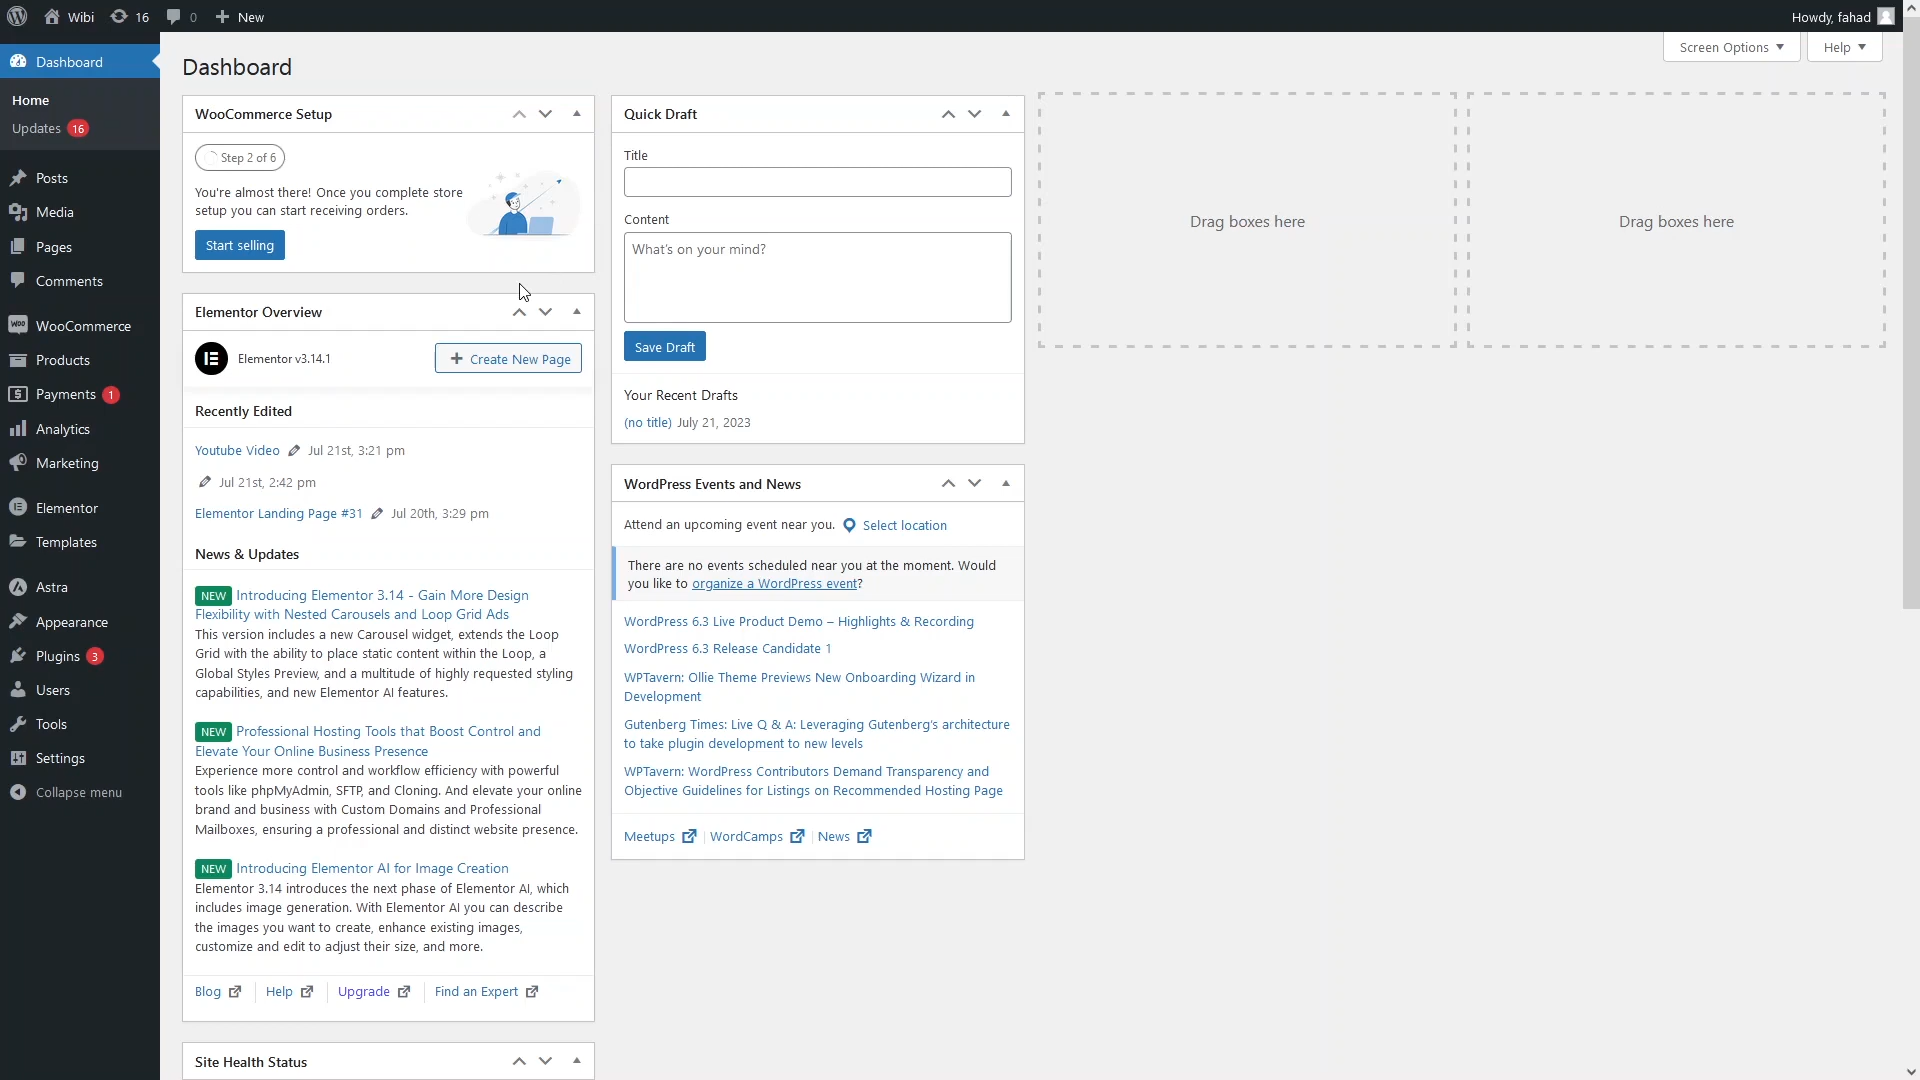 Wibi 16 0 New Howdy, fahad
Screen Options Help
Dashboard
Home
Updates 16
Posts
Media
Pages
Comments
WooCommerce
Products
Payments 1
Analytics
Marketing
Elementor
Templates
Astra
Appearance
Plugins 3
Users
Tools
Settings
Collapse menu
Dashboard
WooCommerce Setup
Step 2 of 6
You're almost there! Once you complete store
setup you can start receiving orders.
Start selling
Elementor Overview
Elementor v3.14.1
Create New Page
Recently Edited
Youtube Video Jul 21st, 3:21 pm
Jul 21st, 2:42 pm
Elementor Landing Page #31 Jul 20th, 3:29 pm
News & Updates
NEW Introducing Elementor 3.14 - Gain More Design
Flexibility with Nested Carousels and Loop Grid Ads
This version includes a new Carousel widget, extends the Loop
Grid with the ability to place static content within the Loop, a
Global Styles Preview, and a multitude of highly requested styling
capabilities, and new Elementor AI features.
NEW Professional Hosting Tools that Boost Control and
Elevate Your Online Business Presence
Experience more control and workflow efficiency with powerful
tools like phpMyAdmin, SFTP, and Cloning. And elevate your online
brand and business with Custom Domains and Professional
Mailboxes, ensuring a professional and distinct website presence.
NEW Introducing Elementor AI for Image Creation
Elementor 3.14 introduces the next phase of Elementor AI, which
includes image generation. With Elementor AI you can describe
the images you want to create, enhance existing images,
customize and edit to adjust their size, and more.
Blog Help Upgrade Find an Expert
Site Health Status
Quick Draft
Title
Content
What's on your mind?
Save Draft
Your Recent Drafts
(no title) July 21, 2023
WordPress Events and News
Attend an upcoming event near you. Select location
There are no events scheduled near you at the moment. Would
you like to organize a WordPress event?
WordPress 6.3 Live Product Demo – Highlights & Recording
WordPress 6.3 Release Candidate 1
WPTavern: Ollie Theme Previews New Onboarding Wizard in
Development
Gutenberg Times: Live Q & A: Leveraging Gutenberg's architecture
to take plugin development to new levels
WPTavern: WordPress Contributors Demand Transparency and
Objective Guidelines for Listings on Recommended Hosting Page
Meetups WordCamps News
Drag boxes here
Drag boxes here